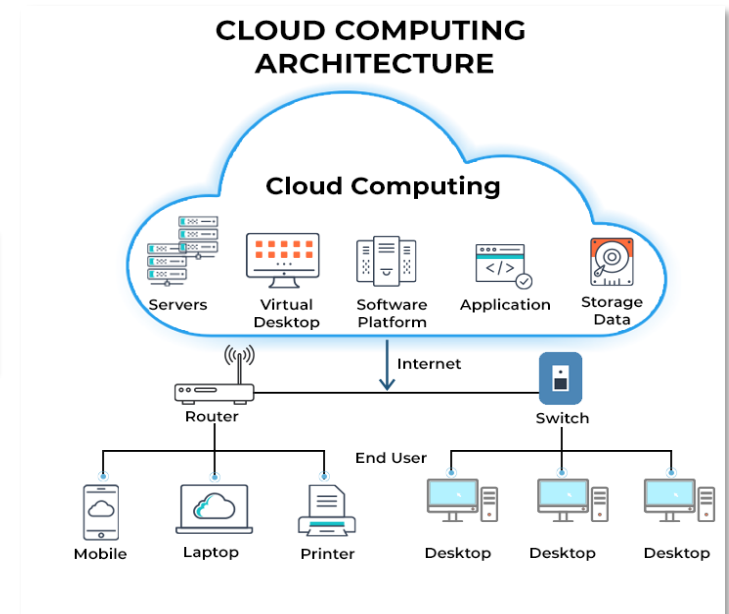 CLOUD COMPUTING
ARCHITECTURE
Cloud Computing
Servers
Virtual
Desktop
Software
Platform
</> Application
Storage
Data
Internet
Router
Switch
End User
Mobile
Laptop
Printer
Desktop
Desktop
Desktop